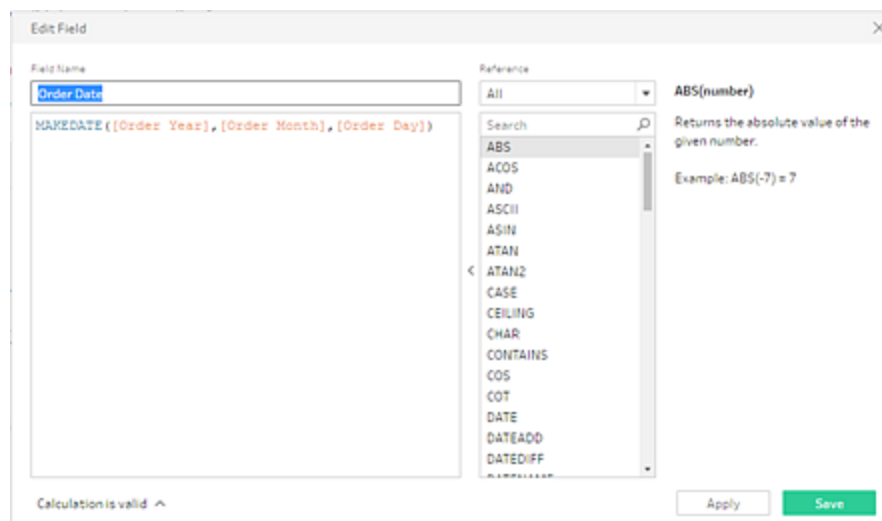 Edit Field
Field Name
Order Date
MAKEDATE([Order Year],[Order Month],[Order Day])
Reference
All
Search
ABS
ACOS
AND
ASCII
ASIN
ATAN
ATAN2
CASE
CEILING
CHAR
CONTAINS
COS
COT
DATE
DATEADD
DATEDIFF
DATENAME
ABS(number)
Returns the absolute value of the
given number.
Example: ABS(-7) = 7
Calculation is valid
Apply
Save